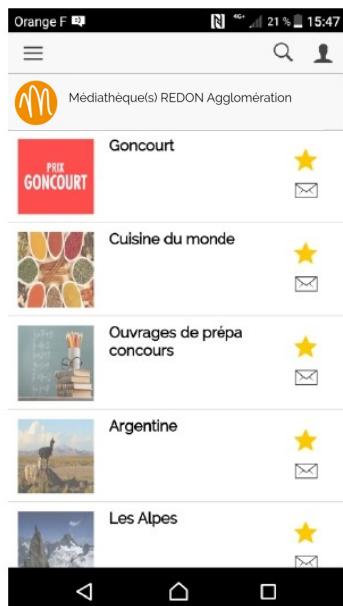 Orange F
4G+ 21 % 15:47
Médiathèque(s) REDON Agglomération
PRIX
GONCOURT
Goncourt
Cuisine du monde
Ouvrages de prépa
concours
Argentine
Les Alpes